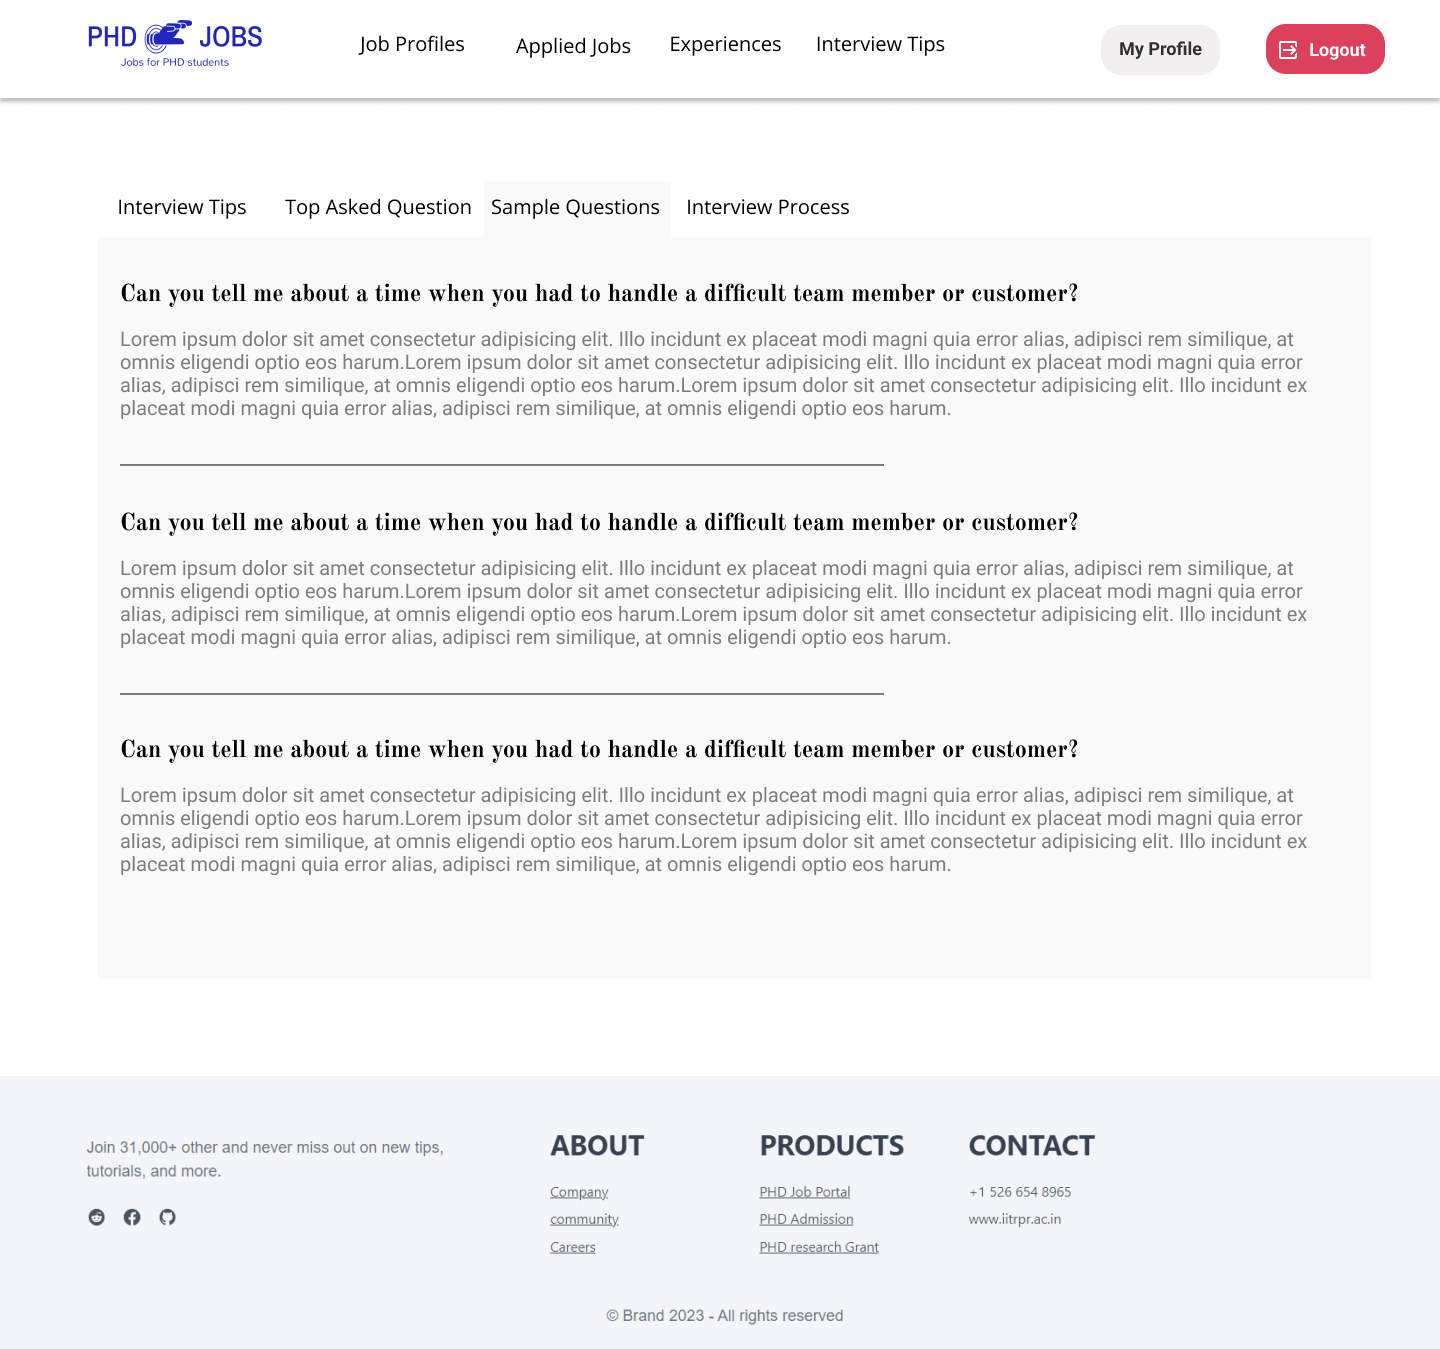 PHD JOBS
Jobs for PHD students
Job Profiles
Applied Jobs
Experiences
Interview Tips
My Profile
Logout
Interview Tips
Top Asked Question
Sample Questions
Interview Process
Can you tell me about a time when you had to handle a difficult team member or customer?
Lorem ipsum dolor sit amet consectetur adipisicing elit. Illo incidunt ex placeat modi magni quia error alias, adipisci rem similique, at
omnis eligendi optio eos harum.Lorem ipsum dolor sit amet consectetur adipisicing elit. Illo incidunt ex placeat modi magni quia error
alias, adipisci rem similique, at omnis eligendi optio eos harum.Lorem ipsum dolor sit amet consectetur adipisicing elit. Illo incidunt ex
placeat modi magni quia error alias, adipisci rem similique, at omnis eligendi optio eos harum.
Can you tell me about a time when you had to handle a difficult team member or customer?
Lorem ipsum dolor sit amet consectetur adipisicing elit. Illo incidunt ex placeat modi magni quia error alias, adipisci rem similique, at
omnis eligendi optio eos harum.Lorem ipsum dolor sit amet consectetur adipisicing elit. Illo incidunt ex placeat modi magni quia error
alias, adipisci rem similique, at omnis eligendi optio eos harum.Lorem ipsum dolor sit amet consectetur adipisicing elit. Illo incidunt ex
placeat modi magni quia error alias, adipisci rem similique, at omnis eligendi optio eos harum.
Can you tell me about a time when you had to handle a difficult team member or customer?
Lorem ipsum dolor sit amet consectetur adipisicing elit. Illo incidunt ex placeat modi magni quia error alias, adipisci rem similique, at
omnis eligendi optio eos harum.Lorem ipsum dolor sit amet consectetur adipisicing elit. Illo incidunt ex placeat modi magni quia error
alias, adipisci rem similique, at omnis eligendi optio eos harum.Lorem ipsum dolor sit amet consectetur adipisicing elit. Illo incidunt ex
placeat modi magni quia error alias, adipisci rem similique, at omnis eligendi optio eos harum.
Join 31,000+ other and never miss out on new tips,
tutorials, and more.
ABOUT
Company
community
Careers
PRODUCTS
PHD Job Portal
PHD Admission
PHD research Grant
CONTACT
+1 526 654 8965
www.iitrpr.ac.in
© Brand 2023 - All rights reserved